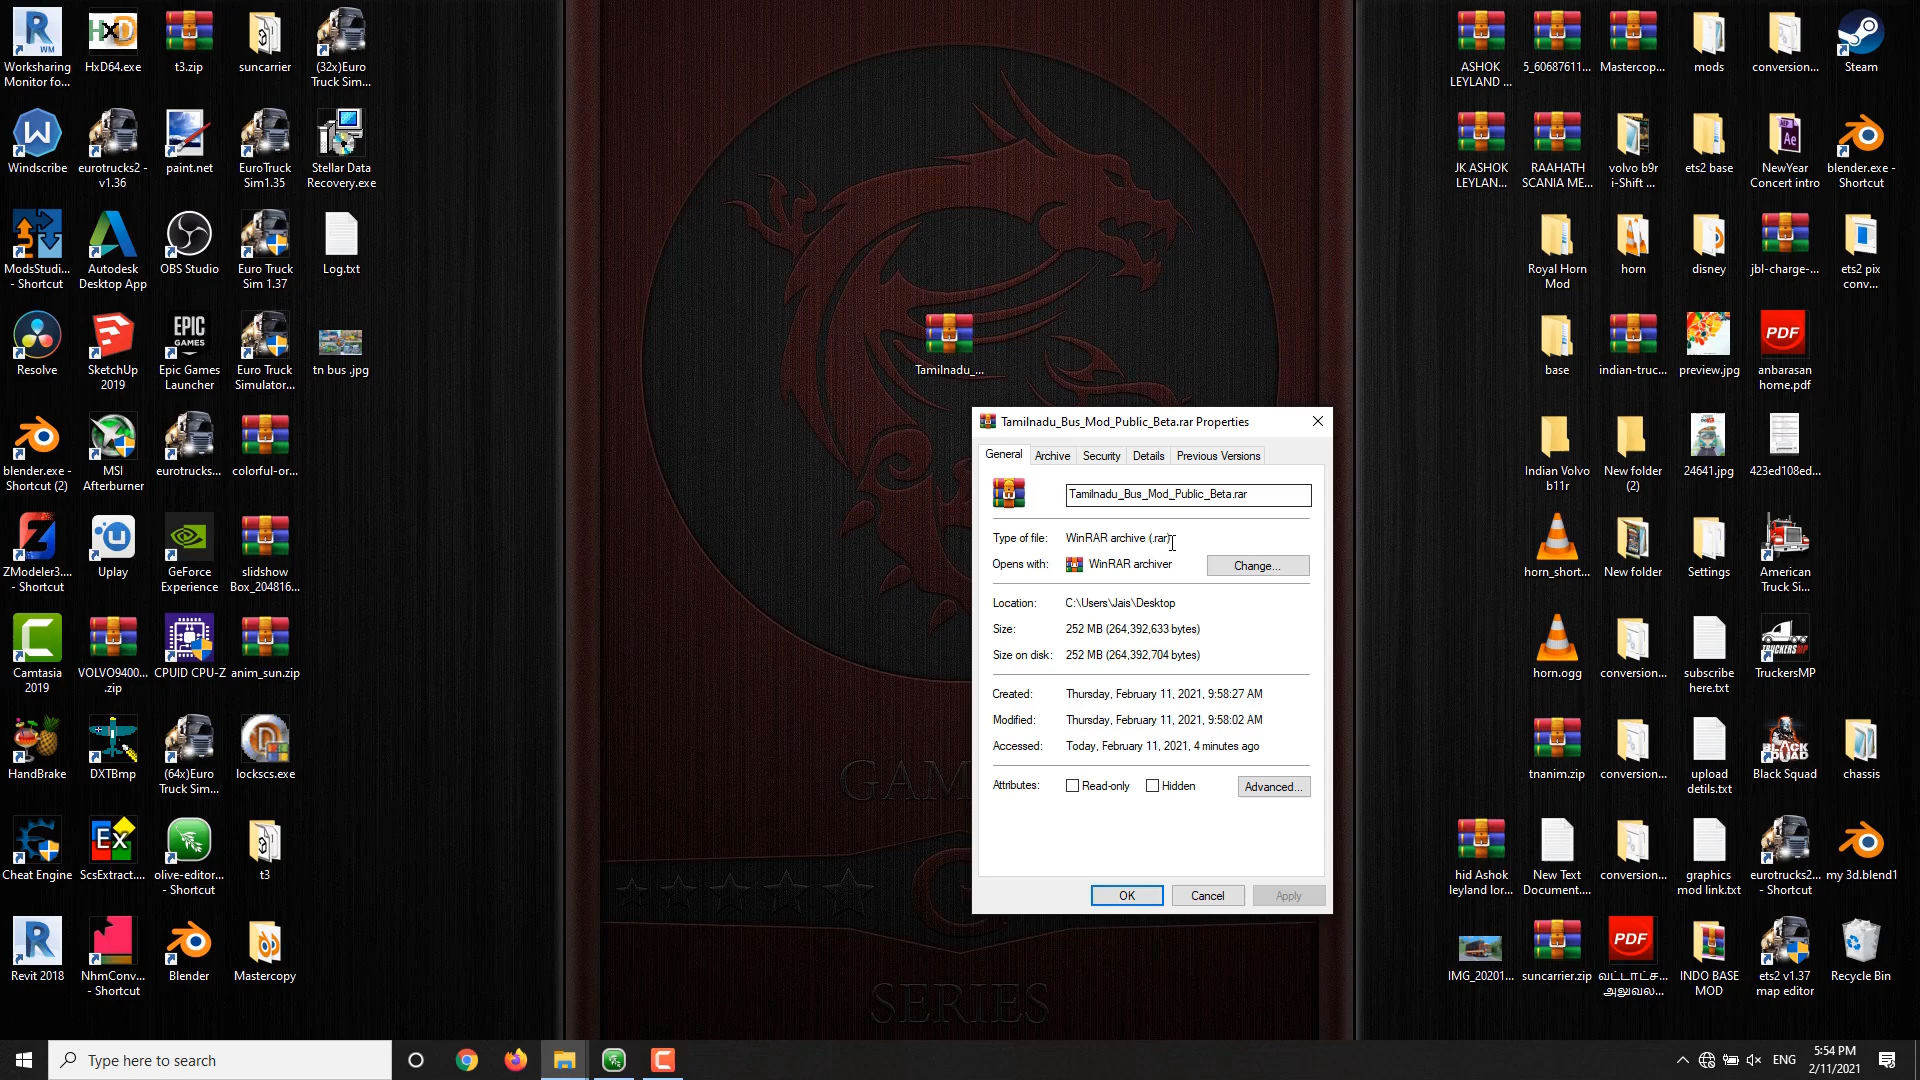 Worksharing
Monitor fo...
HxD64.exe
t3.zip
suncarrier
(32x)Euro
Truck Sim...
Windscribe
eurotrucks2 -
v1.36
paint.net
EuroTruck
Sim1.35
Stellar Data
Recovery.exe
ModsStudi...
- Shortcut
Autodesk
Desktop App
OBS Studio
Euro Truck
Sim 1.37
Log.txt
Resolve
SketchUp
2019
EPIC
GAMES
Epic Games
Launcher
Euro Truck
Simulator...
tn bus .jpg
blender.exe -
Shortcut (2)
MSI
Afterburner
eurotrucks...
colorful-or...
ZModeler3....
- Shortcut
Uplay
GeForce
Experience
slidshow
Box_204816...
Camtasia
2019
VOLVO9400...
.zip
CPUID CPU-Z
anim_sun.zip
HandBrake
DXTBmp
(64x)Euro
Truck Sim...
lockscs.exe
Cheat Engine
ScsExtract....
olive-editor...
- Shortcut
t3
Revit 2018
NhmConv...
- Shortcut
Blender
Mastercopy
Tamilnadu_...
Tamilnadu_Bus_Mod_Public_Beta.rar Properties
General
Archive
Security
Details
Previous Versions
Tamilnadu_Bus_Mod_Public_Beta.rar
Type of file: WinRAR archive (.rar)
Opens with: WinRAR archiver
Change...
Location: C:\Users\Jais\Desktop
Size: 252 MB (264,392,633 bytes)
Size on disk: 252 MB (264,392,704 bytes)
Created: Thursday, February 11, 2021, 9:58:27 AM
Modified: Thursday, February 11, 2021, 9:58:02 AM
Accessed: Today, February 11, 2021, 4 minutes ago
Attributes: Read-only Hidden Advanced...
OK Cancel Apply
GAM
SERIES
ASHOK
LEYLAND ...
5_60687611...
Mastercop...
mods
conversion...
Steam
JK ASHOK
LEYLAN...
RAAHATH
SCANIA ME...
volvo b9r
i-Shift ...
ets2 base
NewYear
Concert intro
blender.exe -
Shortcut
Royal Horn
Mod
horn
disney
jbl-charge-...
ets2 pix
conv...
base
indian-truc...
preview.jpg
PDF
anbarasan
home.pdf
Indian Volvo
b11r
New folder
(2)
24641.jpg
423ed108ed...
horn_short...
New folder
Settings
American
Truck Si...
horn.ogg
conversion...
subscribe
here.txt
TruckersMP
tnanim.zip
conversion...
upload
detils.txt
Black Squad
chassis
hid Ashok
leyland lor...
New Text
Document....
conversion...
graphics
mod link.txt
eurotrucks2...
- Shortcut
my 3d.blend1
IMG_20201...
suncarrier.zip
PDF
வட்டாட்ச...
அலுவல...
INDO BASE
MOD
ets2 v1.37
map editor
Recycle Bin
Type here to search
ENG
5:54 PM
2/11/2021